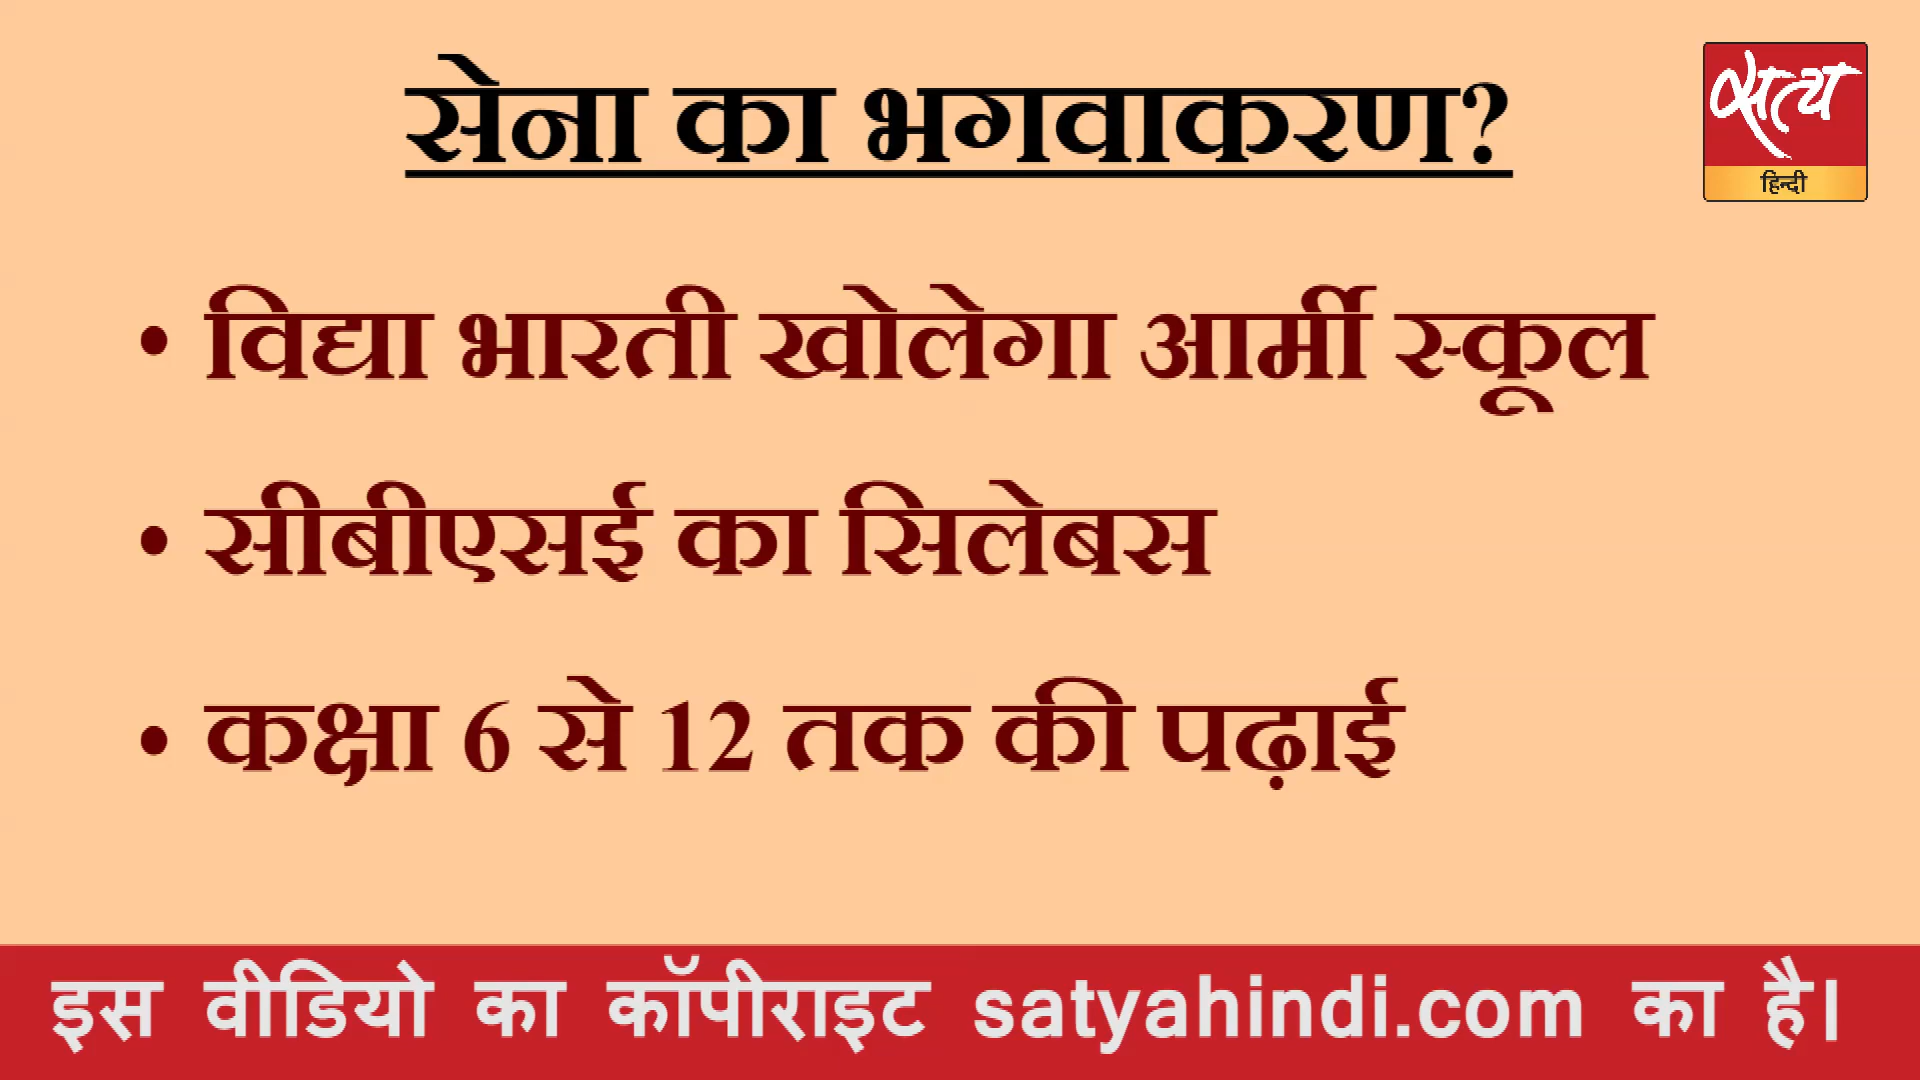 सेना का भगवाकरण?
सत्य
हिन्दी
• विद्या भारती खोलेगा आर्मी स्कूल
• सीबीएसई का सिलेबस
• कक्षा 6 से 12 तक की पढ़ाई
इस वीडियो का कॉपीराइट satyahindi.com का है।